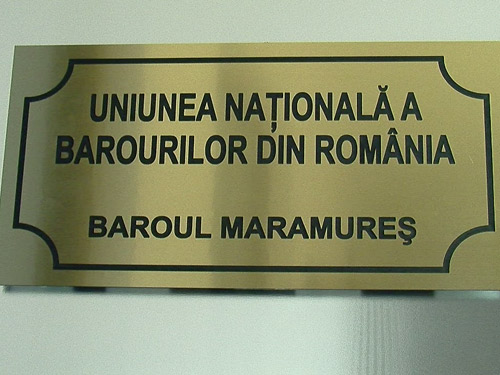 UNIUNEA NAȚIONALĂ A
BAROURILOR DIN ROMÂNIA
BAROUL MARAMUREŞ